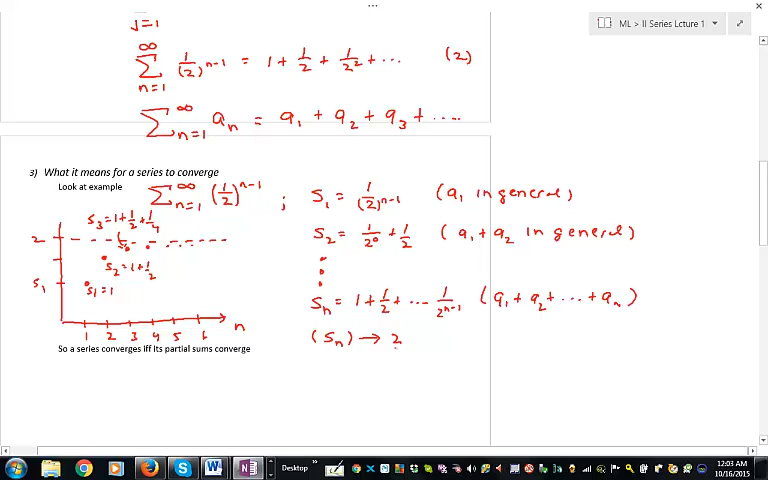 ML > II Series Lcture 1
J=1
∞
∑ 1/(2)^{n-1} = 1 + 1/2 + 1/2² + ... (2)
n=1
∑_{n=1}^{∞} a_n = a_1 + a_2 + a_3 + ....
3) What it means for a series to converge
Look at example ∑_{n=1}^{∞} (1/2)^{n-1} ; S_1 = 1/(2)^{n-1} (a_1 in general)
S_3 = 1 + 1/2 + 1/4
S_2 = 1/2^0 + 1/2 (a_1 + a_2 in general)
2
S_2 = 1 + 1/2
S_1
S_1 = 1
S_n = 1 + 1/2 + ... 1/2^{n-1} (a_1 + a_2 + ... + a_n)
n
1 2 3 4 5 6
(S_n) → 2
So a series converges iff its partial sums converge
Desktop
12:03 AM
10/16/2015